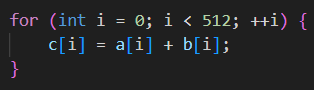 for (int i = 0; i < 512; ++i) {
    c[i] = a[i] + b[i];
}